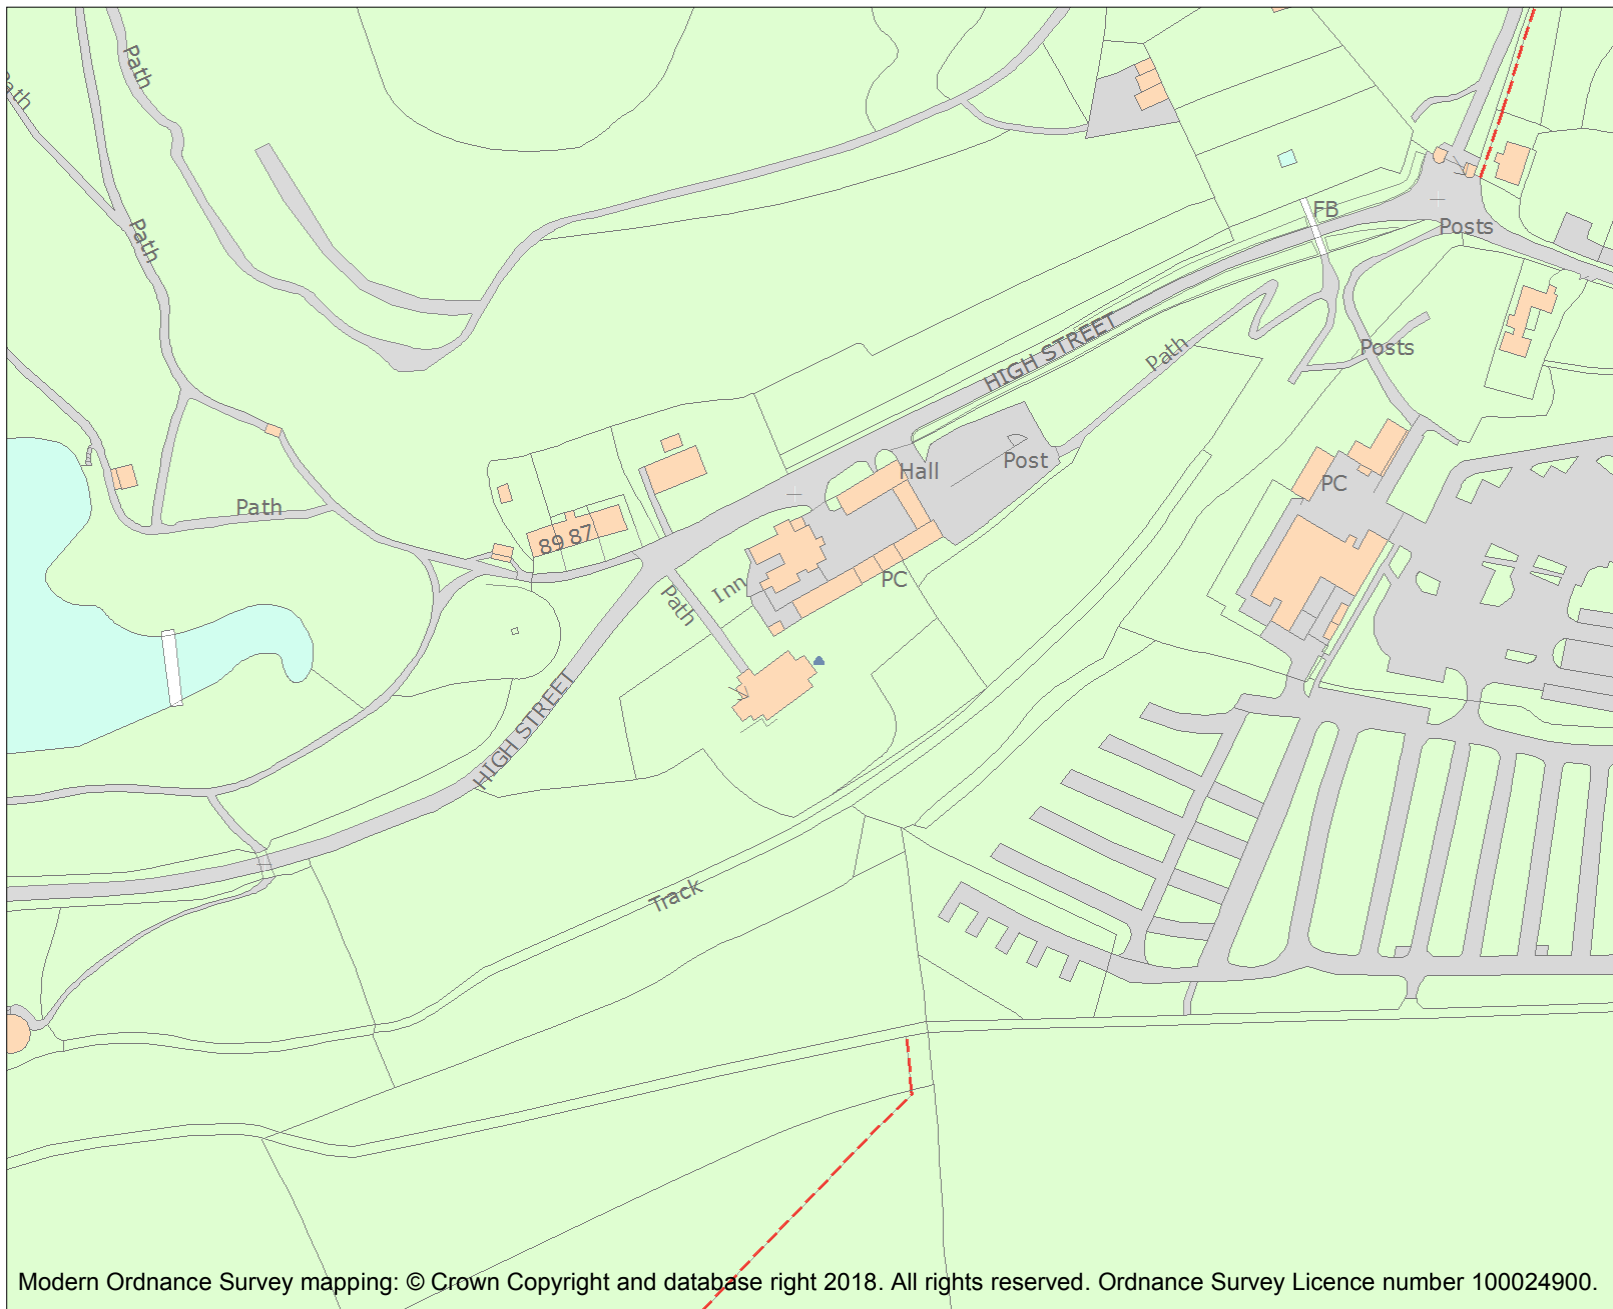 Path
Path
Path
FB
Posts
HIGH STREET
Posts
Path
Hall
Post
PC
Path
89 87
PC
Inn
Path
HIGH STREET
Track
Modern Ordnance Survey mapping: © Crown Copyright and database right 2018. All rights reserved. Ordnance Survey Licence number 100024900.